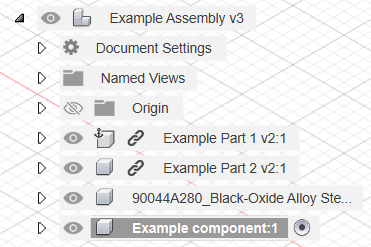 Example Assembly v3
Document Settings
Named Views
Origin
Example Part 1 v2:1
Example Part 2 v2:1
90044A280_Black-Oxide Alloy Ste...
Example component:1